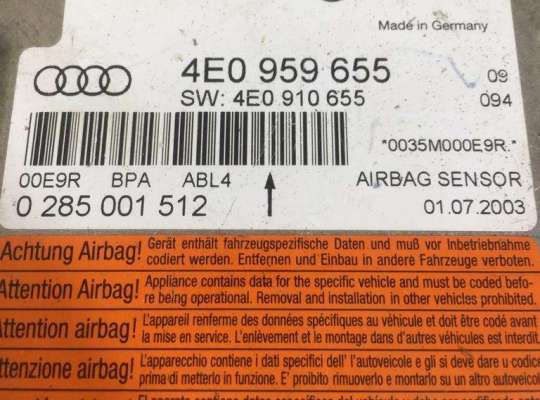 Made in Germany
4E0 959 655
09
SW: 4E0 910 655
094
*0035M000E9R.*
00E9R BPA ABL4
AIRBAG SENSOR
0 285 001 512
01.07.2003
Achtung Airbag! Gerät enthält fahrzeugspezifische Daten und muß vor Inbetriebnahme
codiert werden. Entfernen und Einbau in andere Fahrzeuge verboten.
Attention Airbag! Appliance contains data for the specific vehicle and must be coded befo-
re being operational. Removal and installation in other vehicles prohibited.
Attention airbag! L'appareil renferme des données spécifiques au véhicule et doit être codé avant
la mise en service. L'enlèvement et le montage dans d'autres véhicules est interdit.
Attenzione airbag! L'apparecchio contiene i dati specifici dell' l'autoveicolo e gli si deve dare u codice
prima di metterlo in funzione. E' proibito rimuoverlo e montarlo su un altro autoveicolo